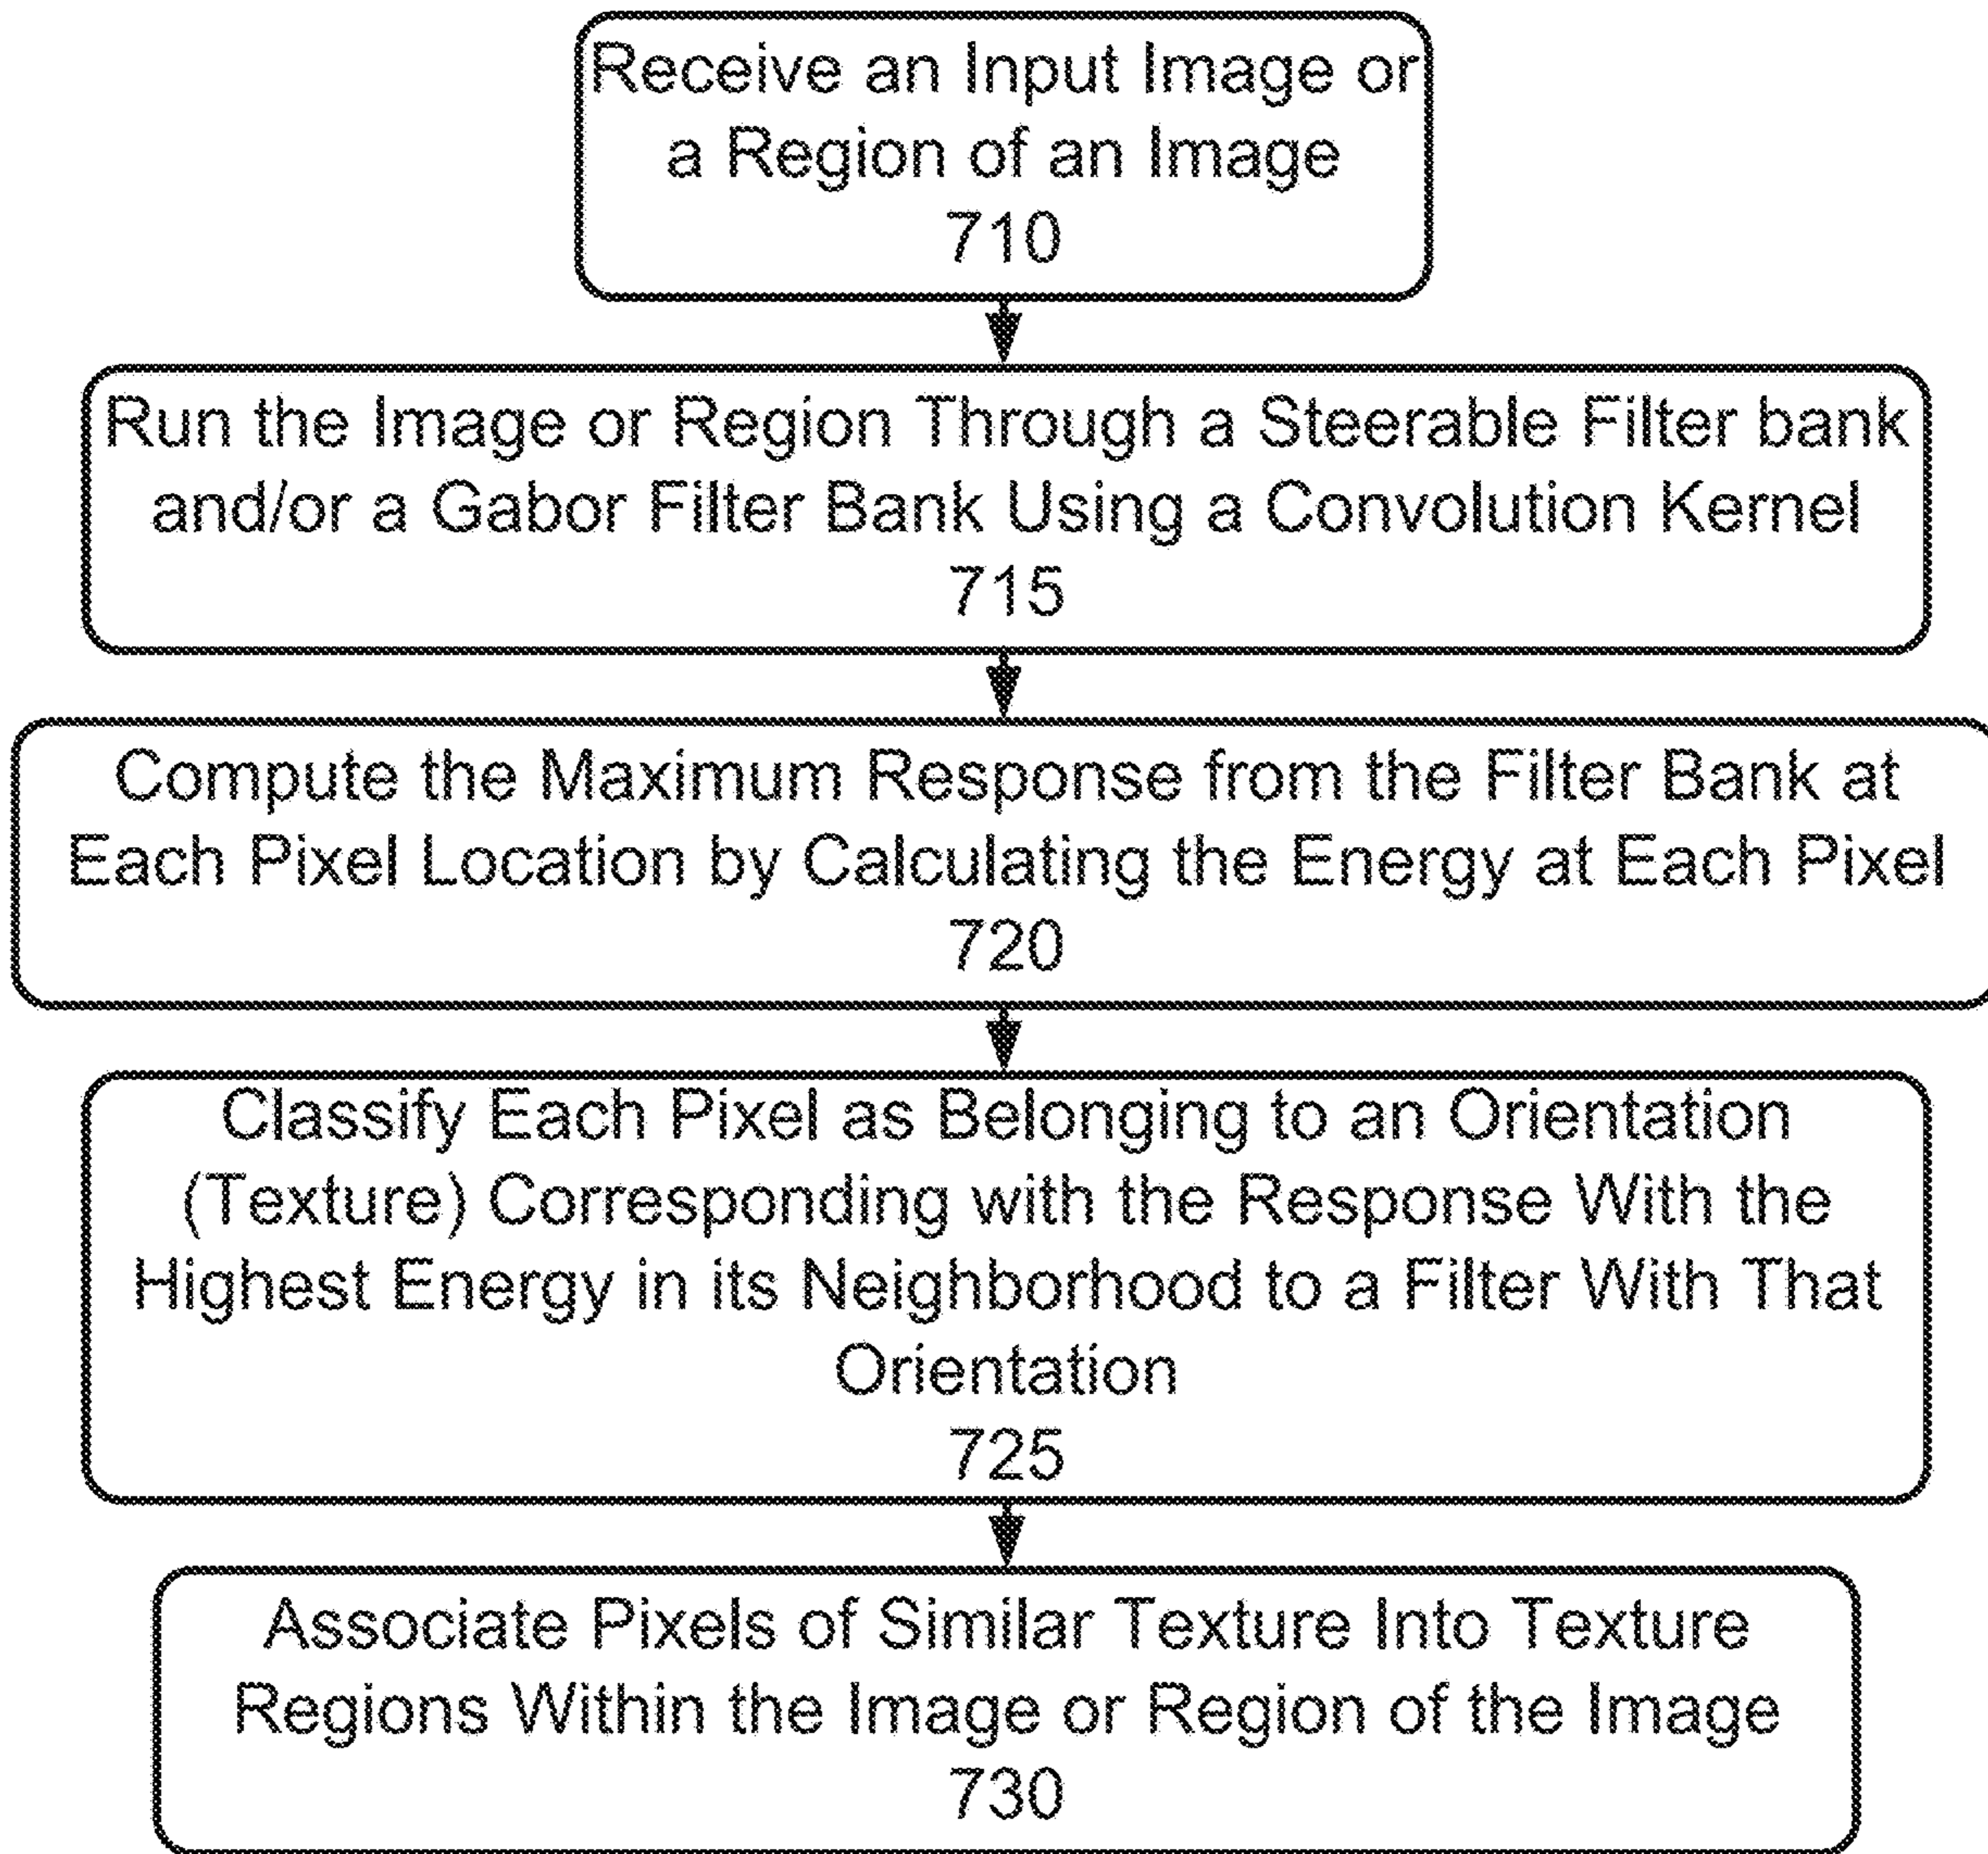 Receive an Input Image or
a Region of an Image
710
Run the Image or Region Through a Steerable Filter bank
and/or a Gabor Filter Bank Using a Convolution Kernel
715
Compute the Maximum Response from the Filter Bank at
Each Pixel Location by Calculating the Energy at Each Pixel
720
Classify Each Pixel as Belonging to an Orientation
(Texture) Corresponding with the Response With the
Highest Energy in its Neighborhood to a Filter With That
Orientation
725
Associate Pixels of Similar Texture Into Texture
Regions Within the Image or Region of the Image
730